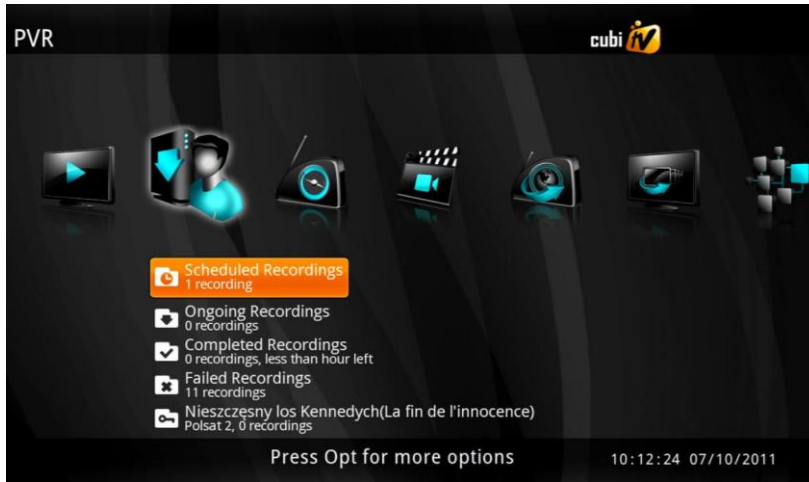 PVR
cubi tv
Scheduled Recordings
1 recording
Ongoing Recordings
0 recordings
Completed Recordings
0 recordings, less than hour left
Failed Recordings
11 recordings
Nieszczęsny los Kennedych(La fin de l'innocence)
Polsat 2, 0 recordings
Press Opt for more options
10:12:24 07/10/2011